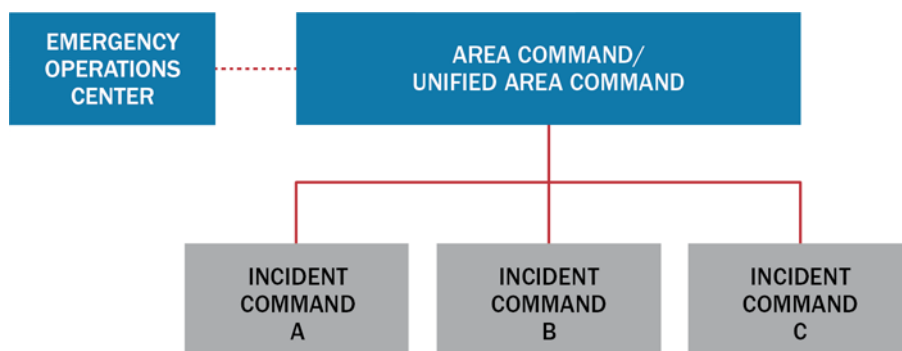 EMERGENCY
OPERATIONS
CENTER
AREA COMMAND/
UNIFIED AREA COMMAND
INCIDENT
COMMAND
A
INCIDENT
COMMAND
B
INCIDENT
COMMAND
C